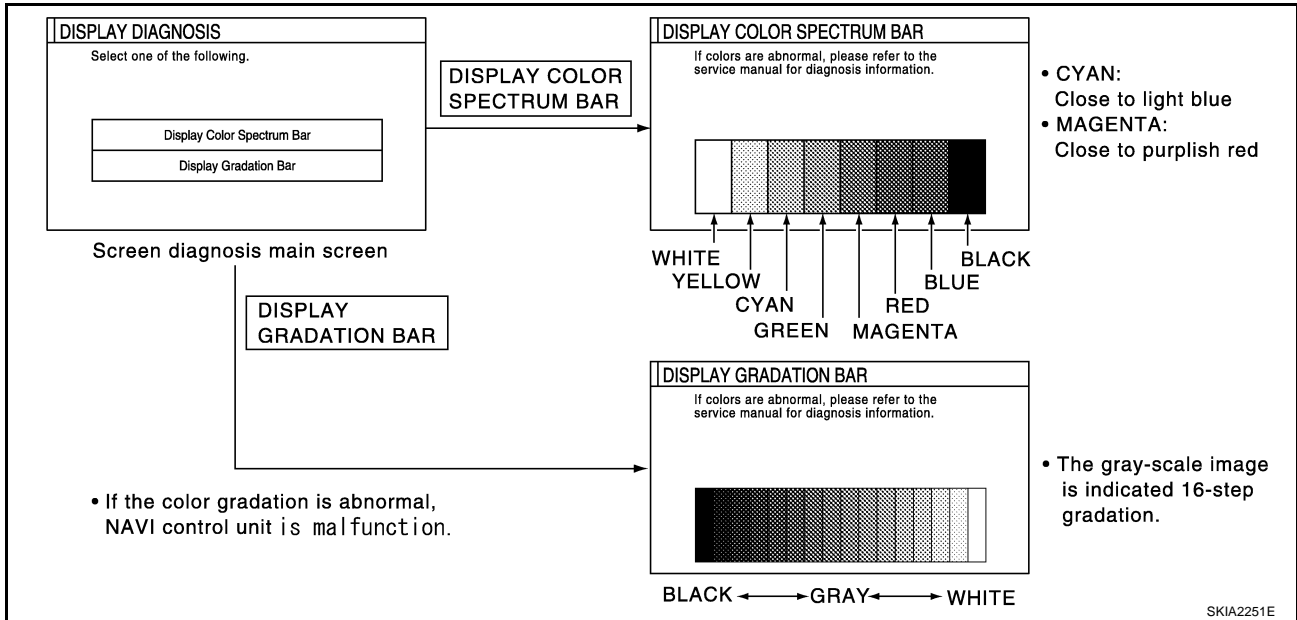 DISPLAY DIAGNOSIS
Select one of the following.
Display Color Spectrum Bar
Display Gradation Bar
Screen diagnosis main screen
DISPLAY COLOR
SPECTRUM BAR
DISPLAY COLOR SPECTRUM BAR
If colors are abnormal, please refer to the
service manual for diagnosis information.
WHITE
YELLOW
CYAN
GREEN
MAGENTA
RED
BLUE
BLACK
• CYAN:
Close to light blue
• MAGENTA:
Close to purplish red
DISPLAY
GRADATION BAR
• If the color gradation is abnormal,
NAVI control unit is malfunction.
DISPLAY GRADATION BAR
If colors are abnormal, please refer to the
service manual for diagnosis information.
BLACK GRAY WHITE
• The gray-scale image
is indicated 16-step
gradation.
SKIA2251E